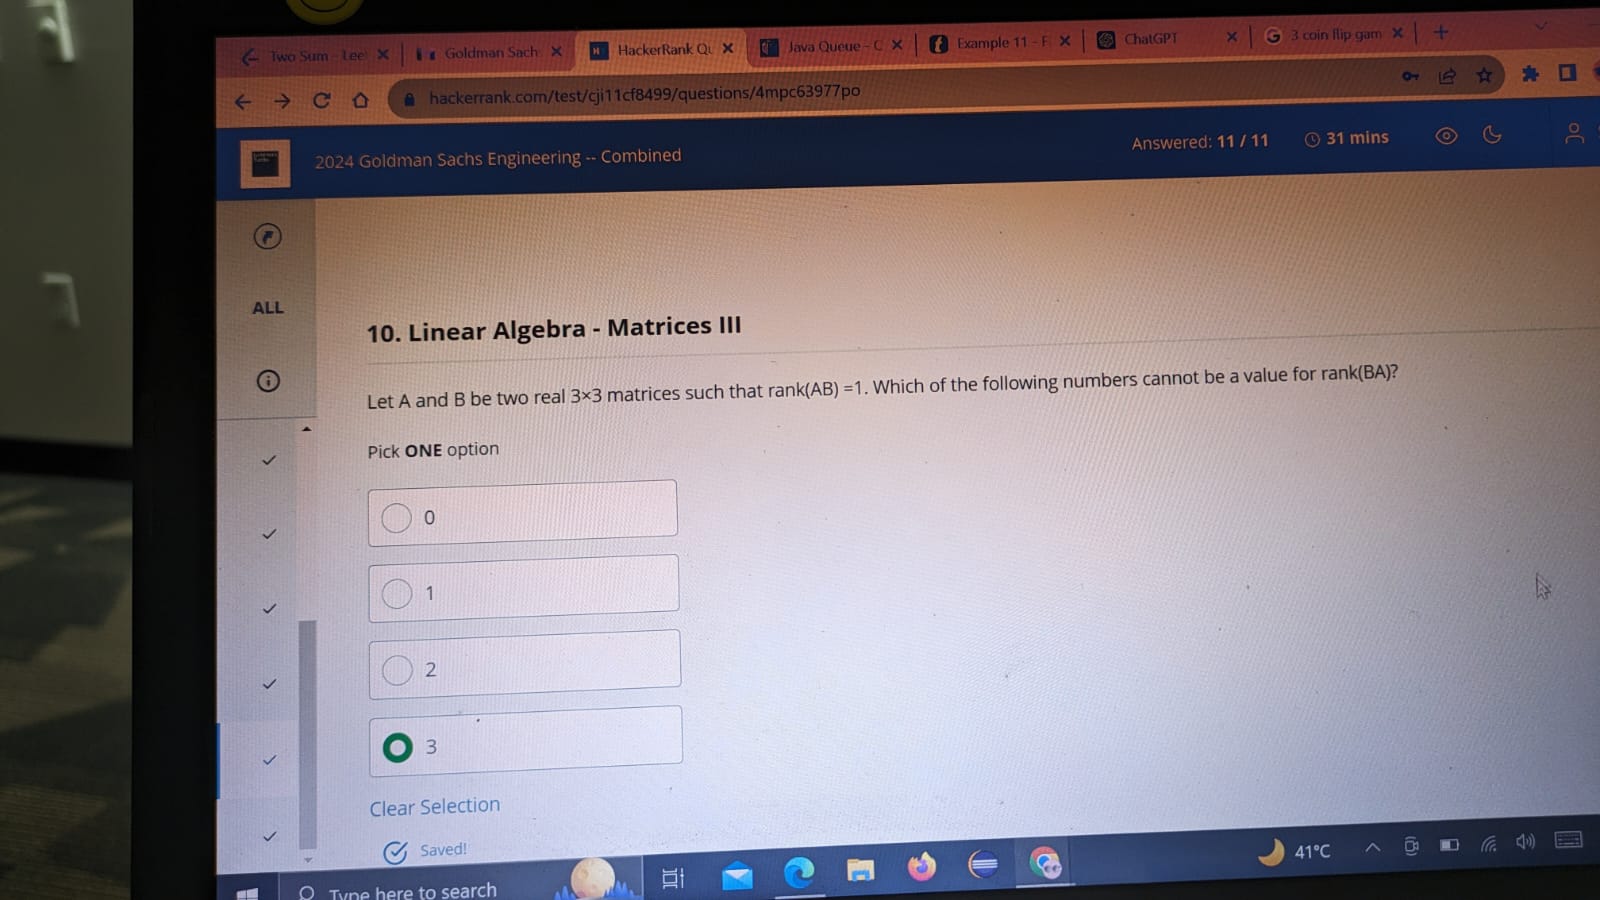 Two Sum - Lee
Goldman Sach
HackerRank Qu
Java Queue - C
Example 11 - F
ChatGPT
3 coin flip gam
hackerrank.com/test/cji11cf8499/questions/4mpc63977po
2024 Goldman Sachs Engineering -- Combined
Answered: 11 / 11
31 mins
ALL
10. Linear Algebra - Matrices III
Let A and B be two real 3×3 matrices such that rank(AB) =1. Which of the following numbers cannot be a value for rank(BA)?
Pick ONE option
0
1
2
3
Clear Selection
Saved!
Type here to search
41°C